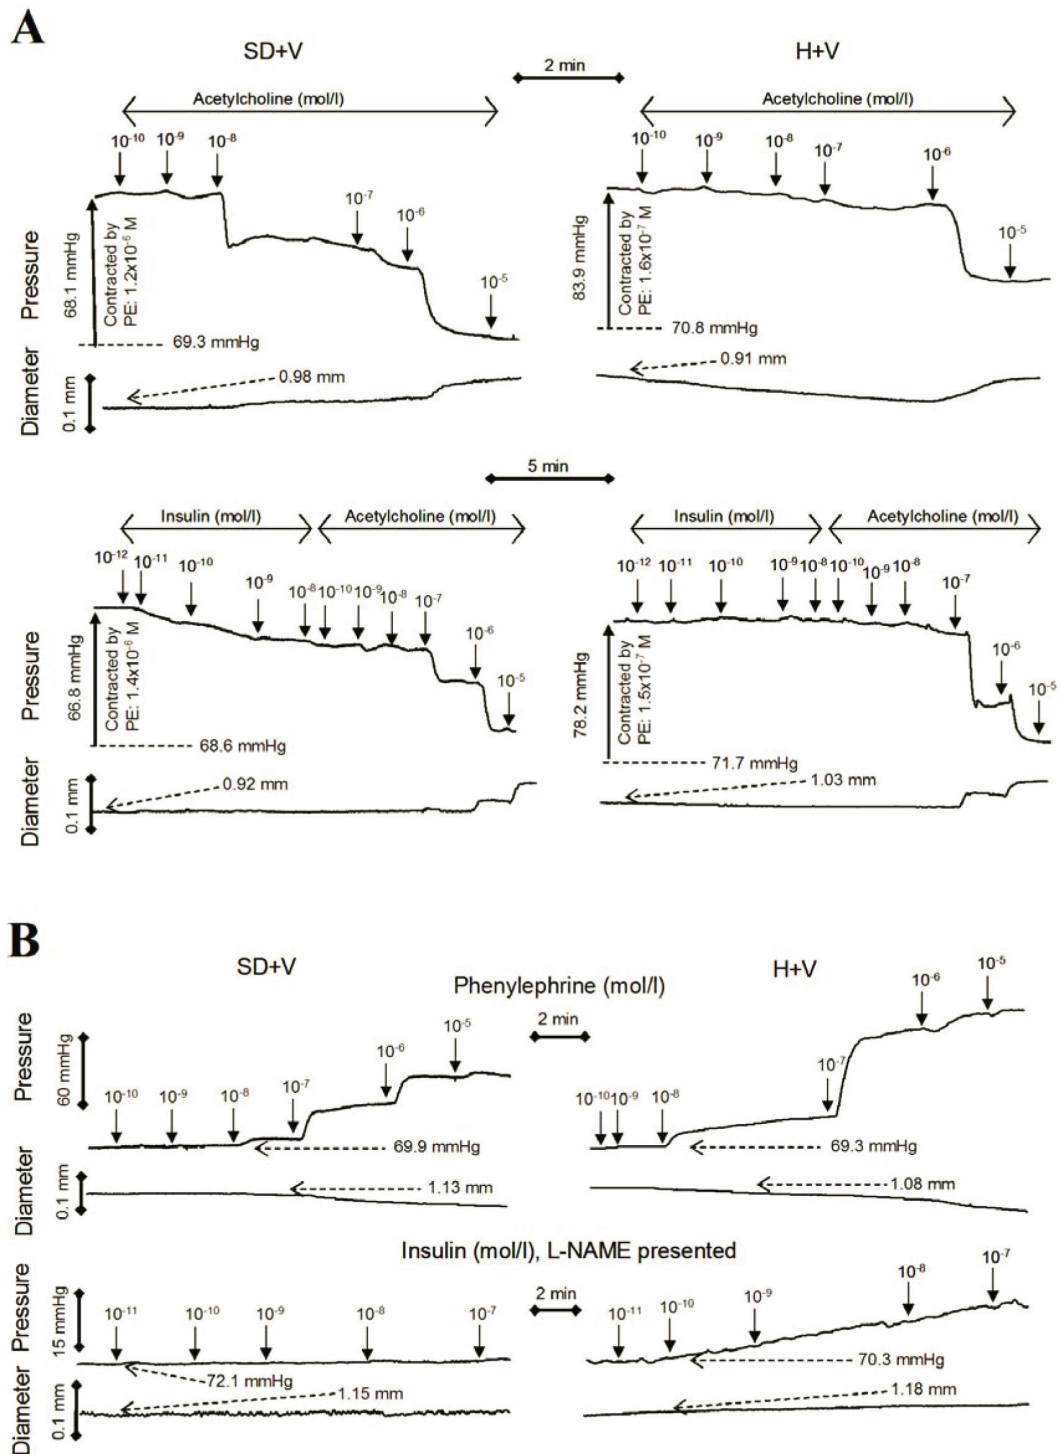 A
SD+V
H+V
2 min
Acetylcholine (mol/l)
Acetylcholine (mol/l)
10⁻¹⁰ 10⁻⁹ 10⁻⁸ 10⁻⁷ 10⁻⁶ 10⁻⁵
10⁻¹⁰ 10⁻⁹ 10⁻⁸ 10⁻⁷ 10⁻⁶ 10⁻⁵
Pressure
68.1 mmHg
Contracted by
PE: 1.2x10⁻⁶ M
69.3 mmHg
83.9 mmHg
Contracted by
PE: 1.6x10⁻⁷ M
70.8 mmHg
Diameter
0.1 mm
0.98 mm
0.91 mm
5 min
Insulin (mol/l)
Acetylcholine (mol/l)
Insulin (mol/l)
Acetylcholine (mol/l)
10⁻¹² 10⁻¹¹ 10⁻¹⁰ 10⁻⁹ 10⁻⁸ 10⁻¹⁰ 10⁻⁹ 10⁻⁸ 10⁻⁷ 10⁻⁶ 10⁻⁵
10⁻¹² 10⁻¹¹ 10⁻¹⁰ 10⁻⁹ 10⁻⁸ 10⁻¹⁰ 10⁻⁹ 10⁻⁸ 10⁻⁷ 10⁻⁶ 10⁻⁵
Pressure
66.8 mmHg
Contracted by
PE: 1.4x10⁻⁶ M
68.6 mmHg
78.2 mmHg
Contracted by
PE: 1.5x10⁻⁷ M
71.7 mmHg
Diameter
0.1 mm
0.92 mm
1.03 mm
B
SD+V
H+V
Phenylephrine (mol/l)
2 min
Pressure
60 mmHg
10⁻¹⁰ 10⁻⁹ 10⁻⁸ 10⁻⁷ 10⁻⁶ 10⁻⁵
10⁻¹⁰ 10⁻⁹ 10⁻⁸ 10⁻⁷ 10⁻⁶ 10⁻⁵
69.9 mmHg
69.3 mmHg
Diameter
0.1 mm
1.13 mm
1.08 mm
Insulin (mol/l), L-NAME presented
2 min
Pressure
15 mmHg
10⁻¹¹ 10⁻¹⁰ 10⁻⁹ 10⁻⁸ 10⁻⁷
10⁻¹¹ 10⁻¹⁰ 10⁻⁹ 10⁻⁸ 10⁻⁷
72.1 mmHg
70.3 mmHg
Diameter
0.1 mm
1.15 mm
1.18 mm